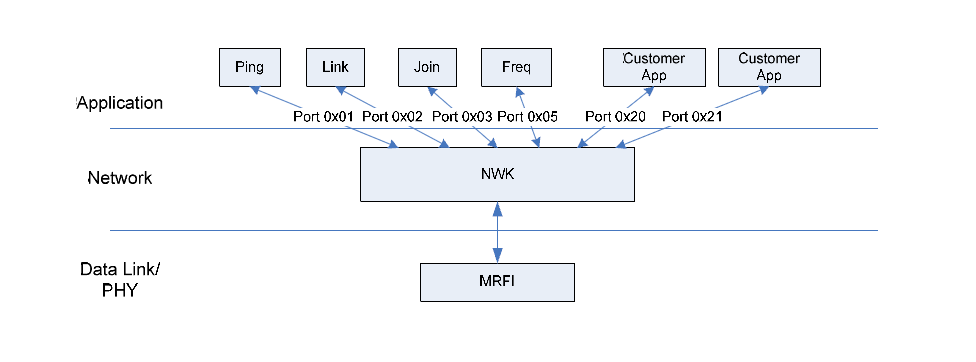 Ping
Link
Join
Freq
Customer
App
Customer
App
Application
Port 0x01
Port 0x02
Port 0x03
Port 0x05
Port 0x20
Port 0x21
Network
NWK
Data Link/
PHY
MRFI